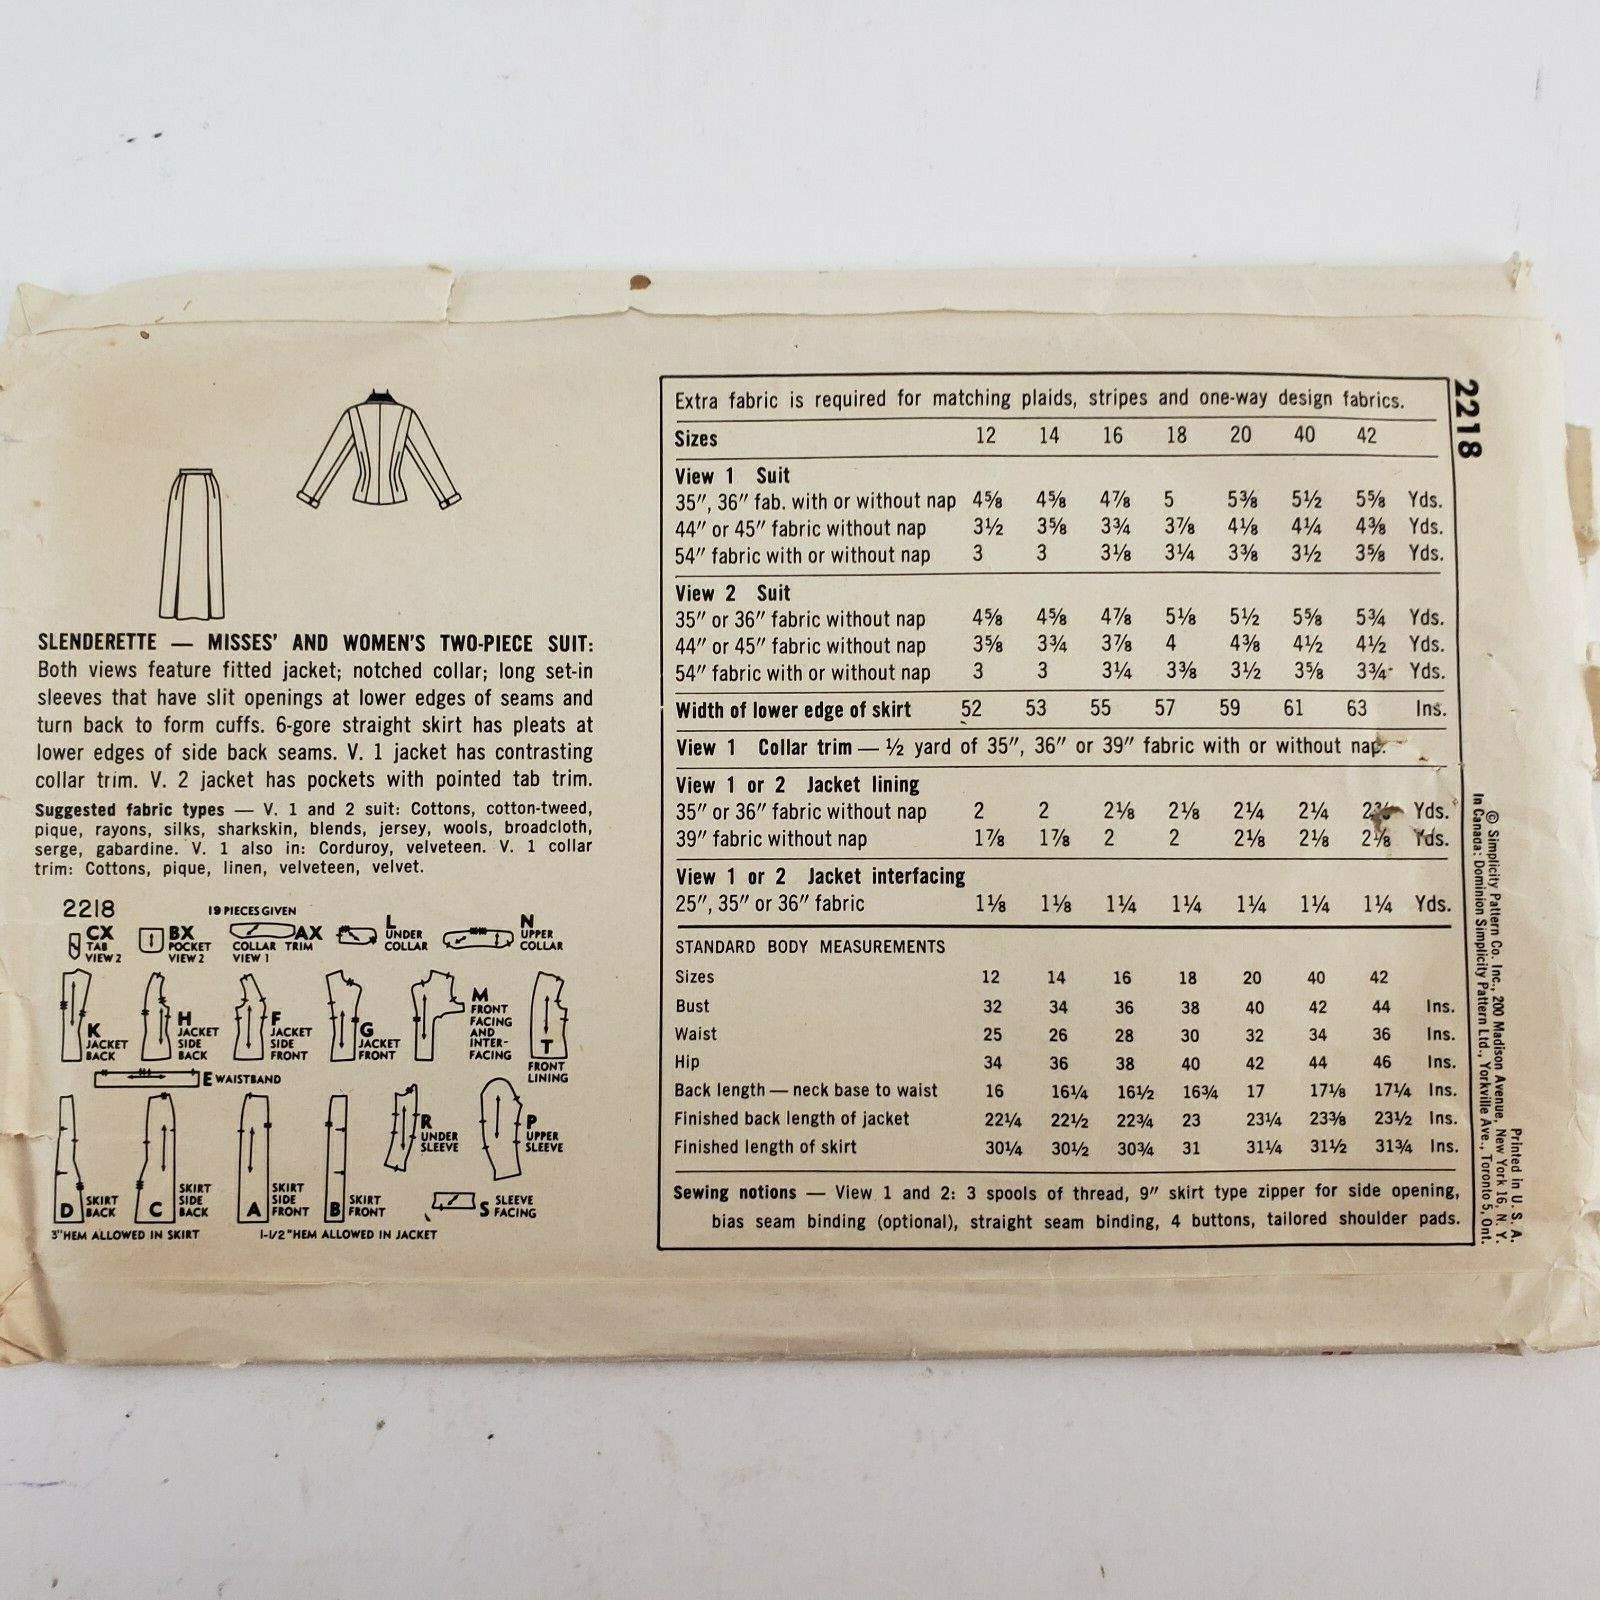 SLENDERETTE — MISSES' AND WOMEN'S TWO-PIECE SUIT:
Both views feature fitted jacket; notched collar; long set-in
sleeves that have slit openings at lower edges of seams and
turn back to form cuffs. 6-gore straight skirt has pleats at
lower edges of side back seams. V. 1 jacket has contrasting
collar trim. V. 2 jacket has pockets with pointed tab trim.
Suggested fabric types — V. 1 and 2 suit: Cottons, cotton-tweed,
pique, rayons, silks, sharkskin, blends, jersey, wools, broadcloth,
serge, gabardine. V. 1 also in: Corduroy, velveteen. V. 1 collar
trim: Cottons, pique, linen, velveteen, velvet.
2218
19 PIECES GIVEN
CX
TAB
VIEW 2
BX
POCKET
VIEW 2
AX
COLLAR TRIM
VIEW 1
L
UNDER
COLLAR
N
UPPER
COLLAR
K
JACKET
BACK
H
JACKET
SIDE
BACK
F
JACKET
SIDE
FRONT
G
JACKET
FRONT
M
FRONT
FACING
AND
INTER-
FACING
T
FRONT
LINING
E WAISTBAND
D SKIRT
BACK
C SKIRT
SIDE
BACK
A SKIRT
SIDE
FRONT
B SKIRT
FRONT
R
UNDER
SLEEVE
P
UPPER
SLEEVE
S SLEEVE
FACING
3"HEM ALLOWED IN SKIRT
1-1/2"HEM ALLOWED IN JACKET
Extra fabric is required for matching plaids, stripes and one-way design fabrics.
Sizes 12 14 16 18 20 40 42
View 1 Suit
35", 36" fab. with or without nap 4⅝ 4⅝ 4⅞ 5 5⅜ 5½ 5⅝ Yds.
44" or 45" fabric without nap 3½ 3⅝ 3¾ 3⅞ 4⅛ 4¼ 4⅜ Yds.
54" fabric with or without nap 3 3 3⅛ 3¼ 3⅜ 3½ 3⅝ Yds.
View 2 Suit
35" or 36" fabric without nap 4⅝ 4⅝ 4⅞ 5⅛ 5½ 5⅝ 5¾ Yds.
44" or 45" fabric without nap 3⅝ 3¾ 3⅞ 4 4⅜ 4½ 4½ Yds.
54" fabric with or without nap 3 3 3¼ 3⅜ 3½ 3⅝ 3¾ Yds.
Width of lower edge of skirt 52 53 55 57 59 61 63 Ins.
View 1 Collar trim — ½ yard of 35", 36" or 39" fabric with or without nap.
View 1 or 2 Jacket lining
35" or 36" fabric without nap 2 2 2⅛ 2⅛ 2¼ 2¼ Yds.
39" fabric without nap 1⅞ 1⅞ 2 2 2⅛ 2⅛ 2⅛ Yds.
View 1 or 2 Jacket interfacing
25", 35" or 36" fabric 1⅛ 1⅛ 1¼ 1¼ 1¼ 1¼ 1¼ Yds.
STANDARD BODY MEASUREMENTS
Sizes 12 14 16 18 20 40 42
Bust 32 34 36 38 40 42 44 Ins.
Waist 25 26 28 30 32 34 36 Ins.
Hip 34 36 38 40 42 44 46 Ins.
Back length — neck base to waist 16 16¼ 16½ 16¾ 17 17⅛ 17¼ Ins.
Finished back length of jacket 22¼ 22½ 22¾ 23 23¼ 23⅜ 23½ Ins.
Finished length of skirt 30¼ 30½ 30¾ 31 31¼ 31½ 31¾ Ins.
Sewing notions — View 1 and 2: 3 spools of thread, 9" skirt type zipper for side opening,
bias seam binding (optional), straight seam binding, 4 buttons, tailored shoulder pads.
2218
© Simplicity Pattern Co. Inc., 200 Madison Avenue, New York 16, N. Y.
In Canada: Dominion Simplicity Pattern Ltd., Yorkville Ave., Toronto 5, Ont.
Printed in U. S. A.